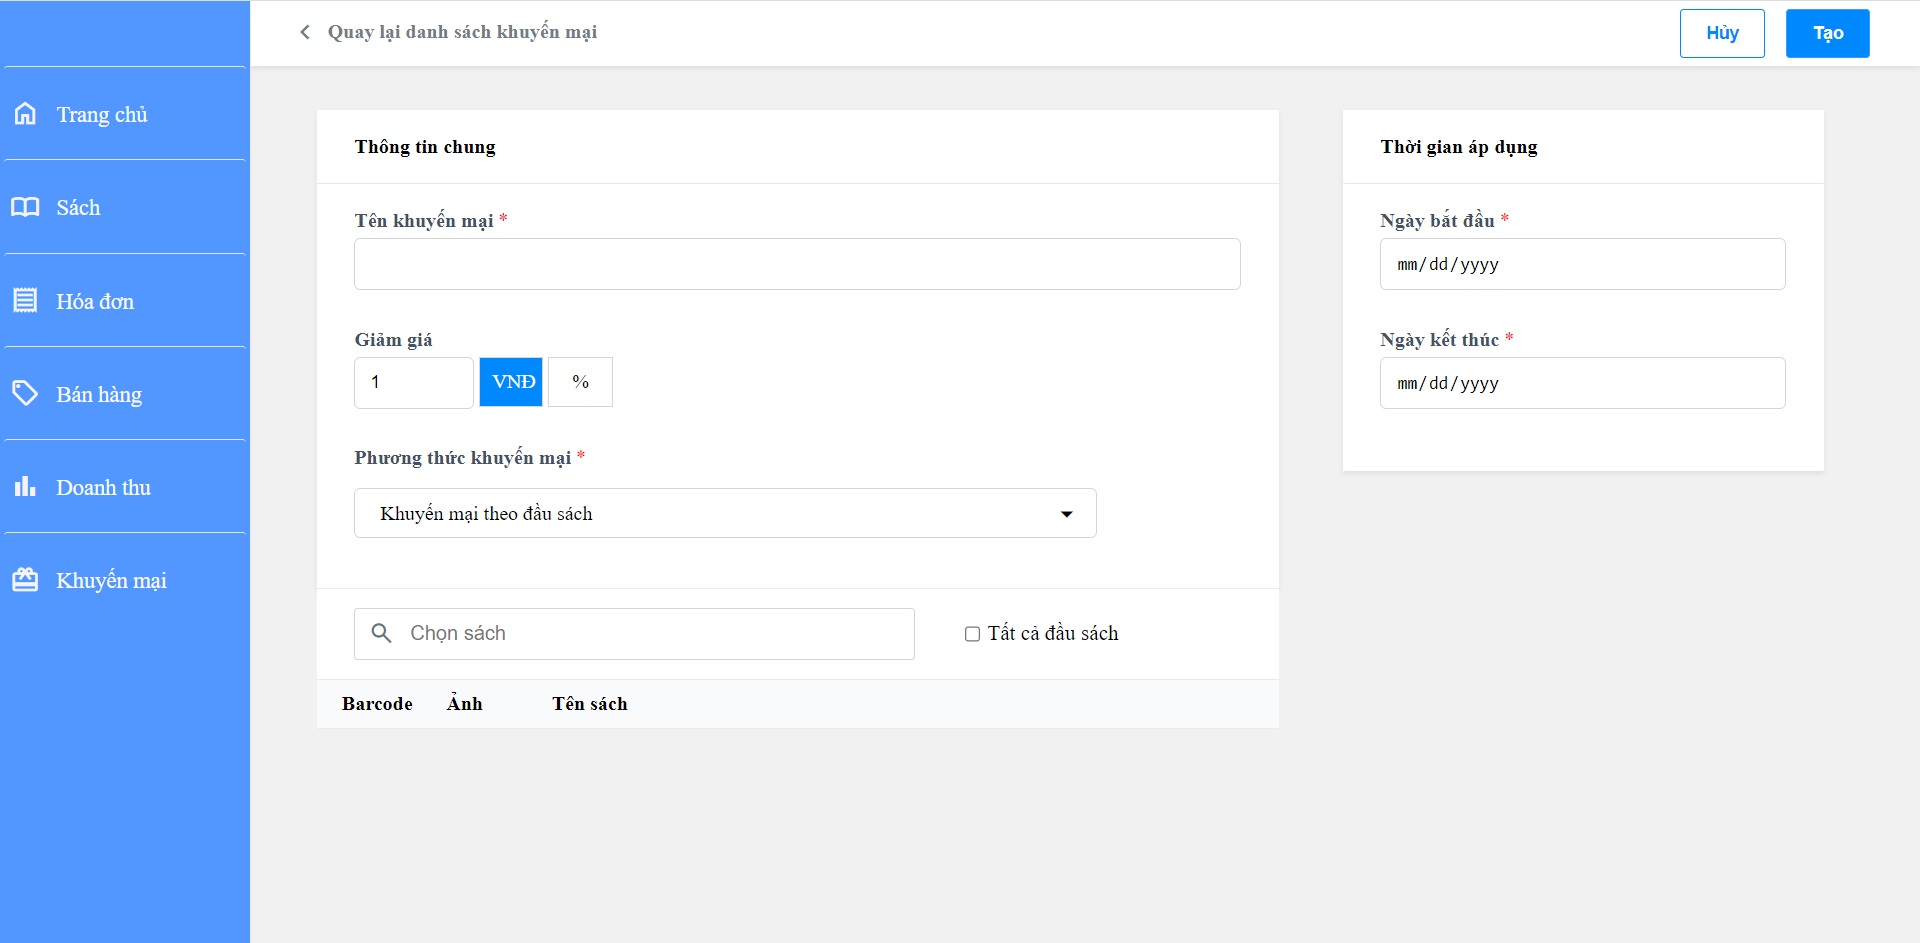 Quay lại danh sách khuyến mại
Hủy
Tạo
Trang chủ
Sách
Hóa đơn
Bán hàng
Doanh thu
Khuyến mại
Thông tin chung
Tên khuyến mại *
Giảm giá
1 VNĐ %
Phương thức khuyến mại *
Khuyến mại theo đầu sách
Chọn sách
Tất cả đầu sách
Barcode Ảnh Tên sách
Thời gian áp dụng
Ngày bắt đầu *
mm/dd/yyyy
Ngày kết thúc *
mm/dd/yyyy